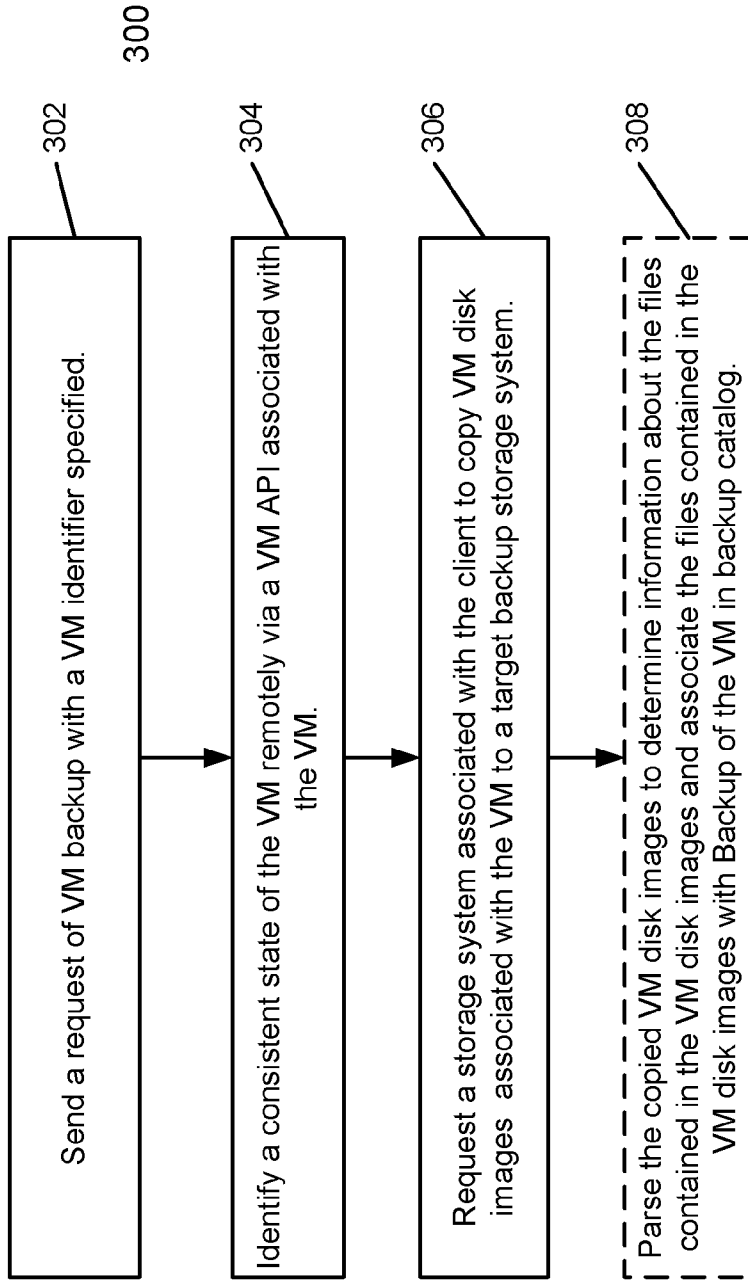 300
302
Send a request of VM backup with a VM identifier specified.
304
Identify a consistent state of the VM remotely via a VM API associated with
the VM.
306
Request a storage system associated with the client to copy VM disk
images associated with the VM to a target backup storage system.
308
Parse the copied VM disk images to determine information about the files
contained in the VM disk images and associate the files contained in the
VM disk images with Backup of the VM in backup catalog.